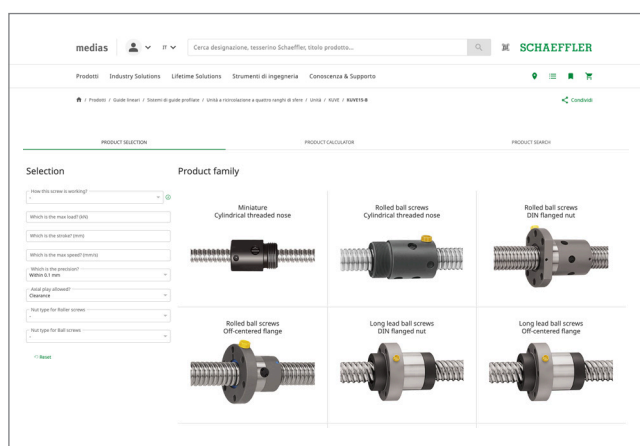 medias
IT
Cerca designazione, tesserino Schaeffler, titolo prodotto...
SCHAEFFLER
Prodotti Industry Solutions Lifetime Solutions Strumenti di ingegneria Conoscenza & Supporto
/ Prodotti / Guide lineari / Sistemi di guide profilate / Unità a ricircolazione a quattro ranghi di sfere / Unità / KUVE / KUVE15-B
Condividi
PRODUCT SELECTION PRODUCT CALCULATOR PRODUCT SEARCH
Selection
How this screw is working?
-
Which is the max load? (kN)
Which is the stroke? (mm)
Which is the max speed? (mm/s)
Which is the precision?
Within 0.1 mm
Axial play allowed?
Clearance
Nut type for Roller screws
-
Nut type for Ball screws
-
Reset
Product family
Miniature
Cylindrical threaded nose
Rolled ball screws
Cylindrical threaded nose
Rolled ball screws
DIN flanged nut
Rolled ball screws
Off-centered flange
Long lead ball screws
DIN flanged nut
Long lead ball screws
Off-centered flange